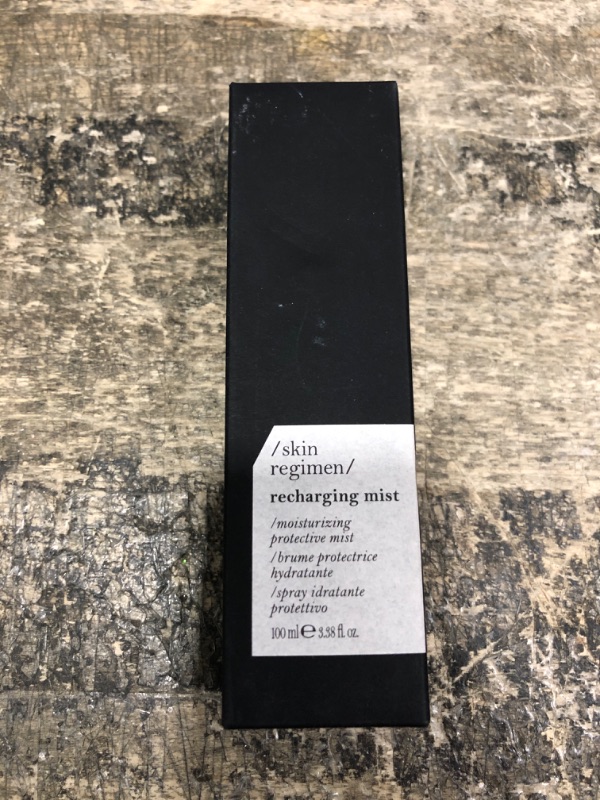 /skin
regimen/
recharging mist
/moisturizing
protective mist
/brume protectrice
hydratante
/spray idratante
protettivo
100 ml ℮ 3.38 fl. oz.